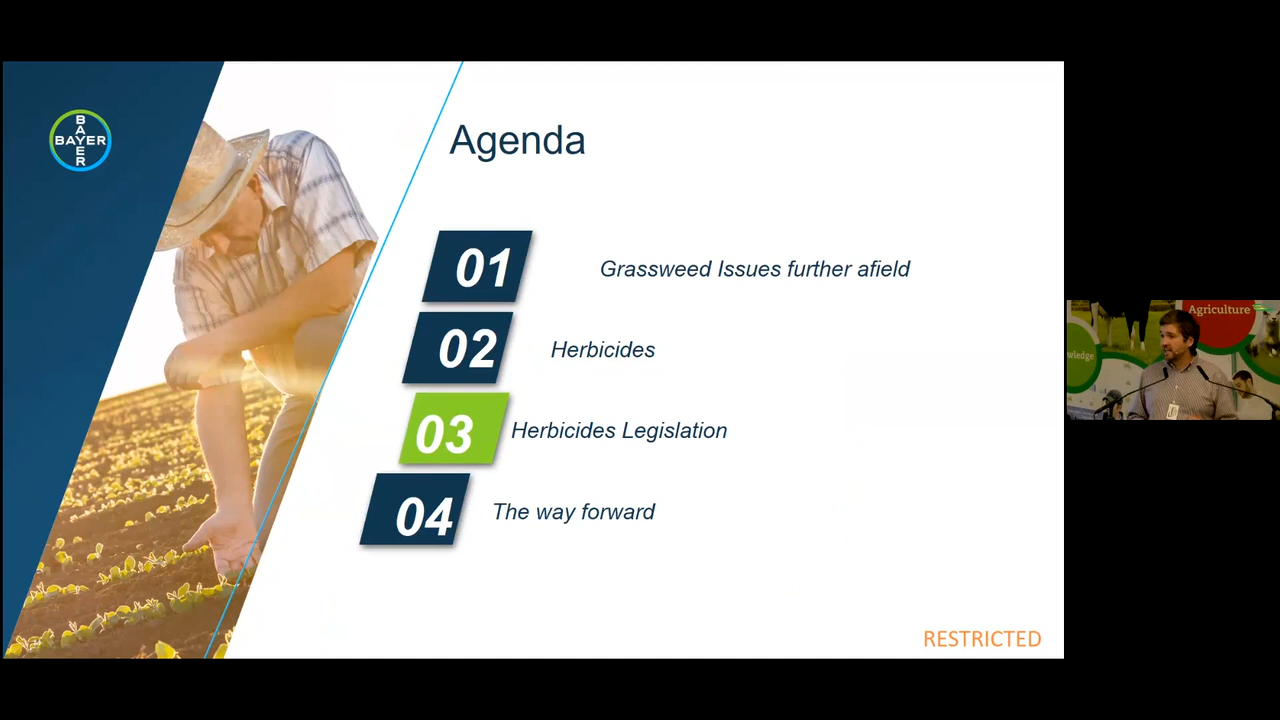 BAYER
BAYER
Agenda
01
Grassweed Issues further afield
02
Herbicides
03
Herbicides Legislation
04
The way forward
RESTRICTED
Agriculture
wledge